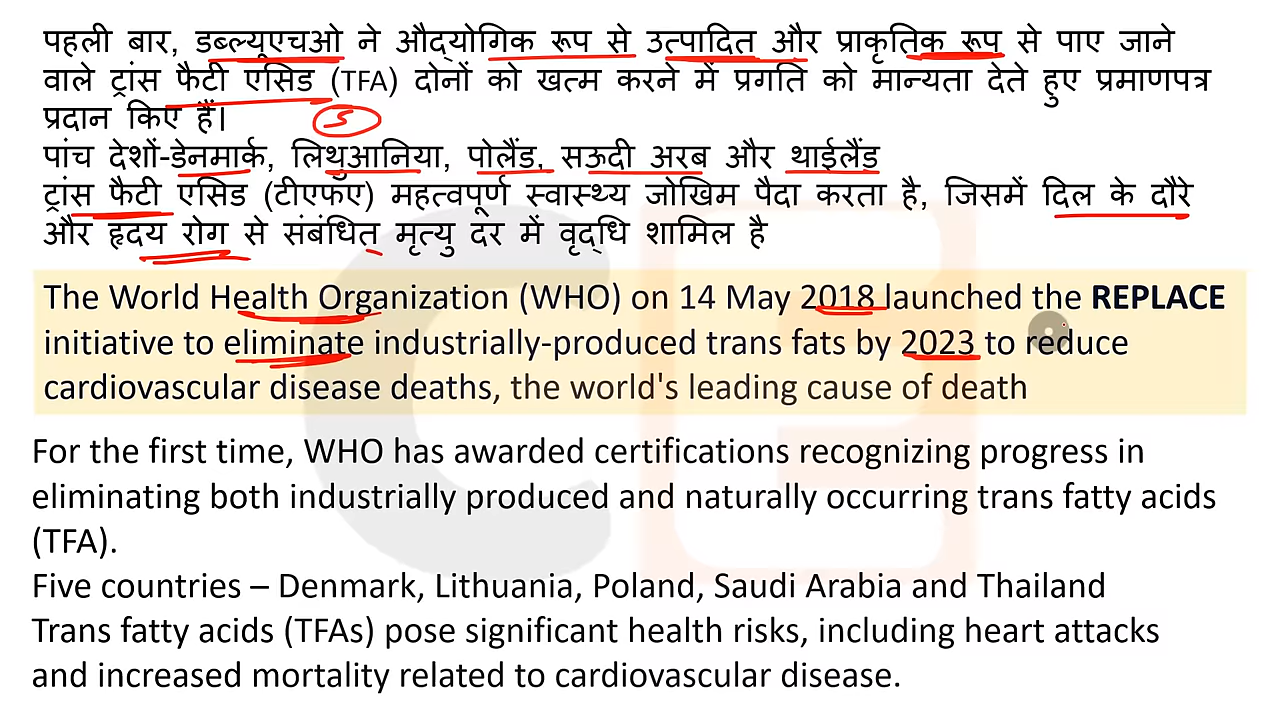 पहली बार, डब्ल्यूएचओ ने औद्योगिक रूप से उत्पादित और प्राकृतिक रूप से पाए जाने
वाले ट्रांस फैटी एसिड (TFA) दोनों को खत्म करने में प्रगति को मान्यता देते हुए प्रमाणपत्र
प्रदान किए हैं।
5
पांच देशों-डेनमार्क, लिथुआनिया, पोलैंड, सऊदी अरब और थाईलैंड
ट्रांस फैटी एसिड (टीएफए) महत्वपूर्ण स्वास्थ्य जोखिम पैदा करता है, जिसमें दिल के दौरे
और हृदय रोग से संबंधित मृत्यु दर में वृद्धि शामिल है
The World Health Organization (WHO) on 14 May 2018 launched the REPLACE
initiative to eliminate industrially-produced trans fats by 2023 to reduce
cardiovascular disease deaths, the world's leading cause of death
For the first time, WHO has awarded certifications recognizing progress in
eliminating both industrially produced and naturally occurring trans fatty acids
(TFA).
Five countries – Denmark, Lithuania, Poland, Saudi Arabia and Thailand
Trans fatty acids (TFAs) pose significant health risks, including heart attacks
and increased mortality related to cardiovascular disease.